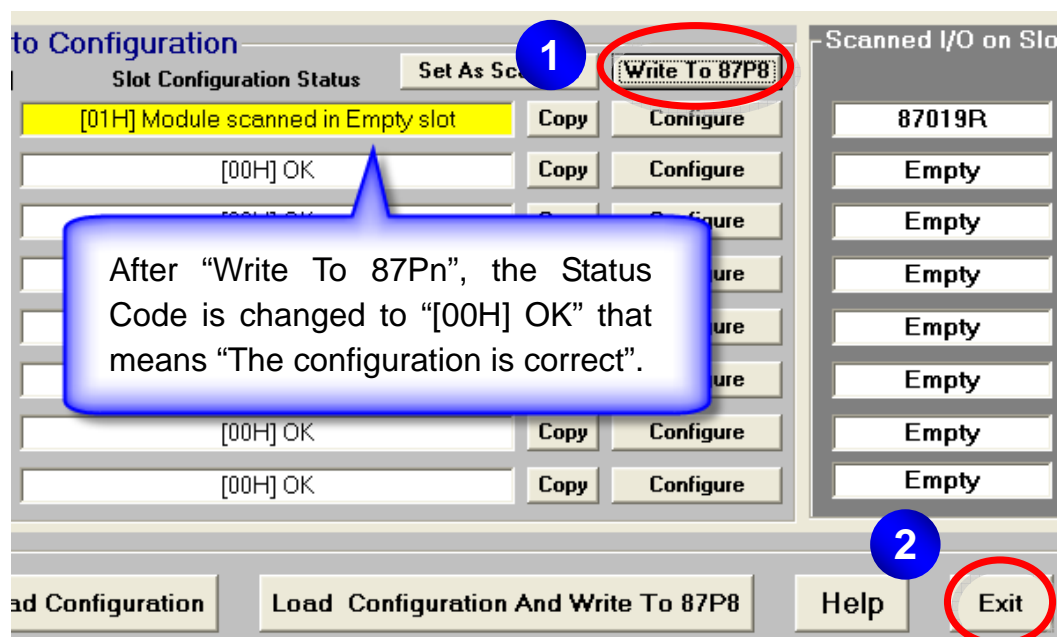 to Configuration
Scanned I/O on Slo
1
Slot Configuration Status
Set As Sc
Write To 87P8
[01H] Module scanned in Empty slot Copy Configure 87019R
[00H] OK Copy Configure Empty
Empty
Empty
Empty
Empty
After “Write To 87Pn”, the Status
Code is changed to “[00H] OK” that
means “The configuration is correct”.
[00H] OK Copy Configure Empty
[00H] OK Copy Configure Empty
2
ad Configuration Load Configuration And Write To 87P8 Help Exit